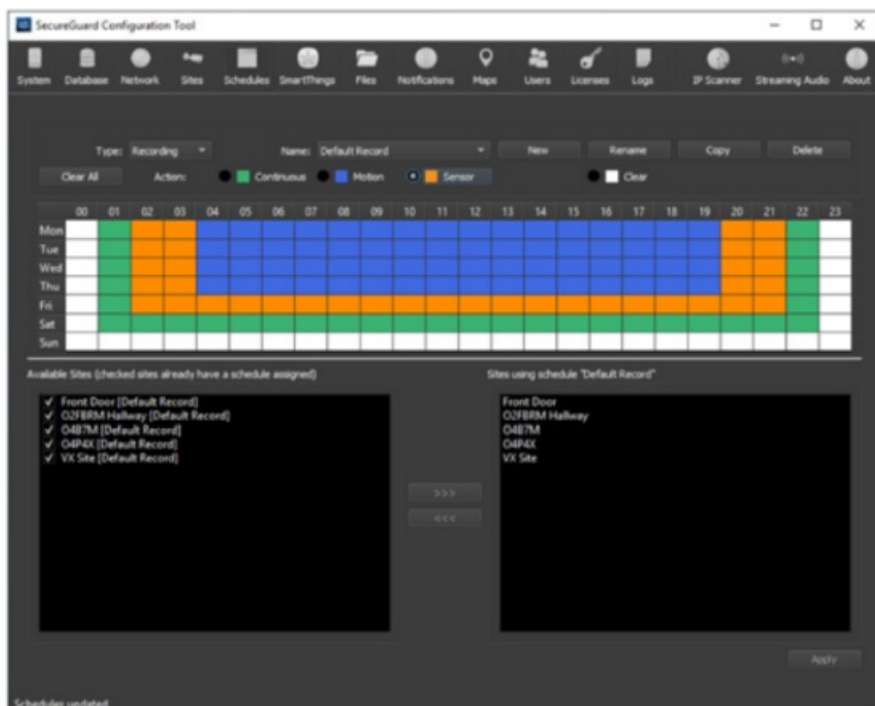 SecureGuard Configuration Tool
System Database Network Sites Schedules SmartThings Files Notifications Maps Users Licenses Logs IP Scanner Streaming Audio About
Type: Recording Name: Default Record New Rename Copy Delete
Clear All Action: Continuous Motion Sensor Clear
00 01 02 03 04 05 06 07 08 09 10 11 12 13 14 15 16 17 18 19 20 21 22 23
Mon
Tue
Wed
Thu
Fri
Sat
Sun
Available Sites (checked sites already have a schedule assigned)
Front Door [Default Record]
O2FBRM Hallway [Default Record]
O4B7M [Default Record]
O4P4X [Default Record]
VX Site [Default Record]
>>>
<<<
Sites using schedule "Default Record"
Front Door
O2FBRM Hallway
O4B7M
O4P4X
VX Site
Apply
Schedules updated